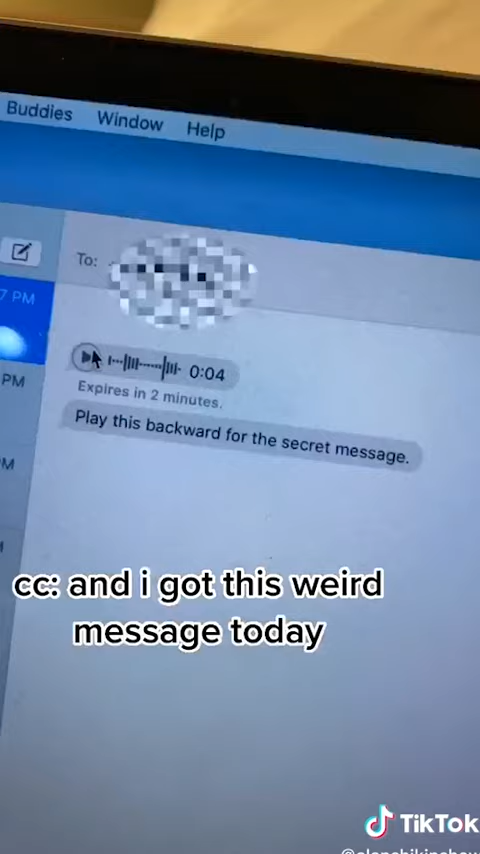 Buddies Window Help
To:
7 PM
0:04
Expires in 2 minutes.
PM
Play this backward for the secret message.
cc: and i got this weird
message today
TikTok